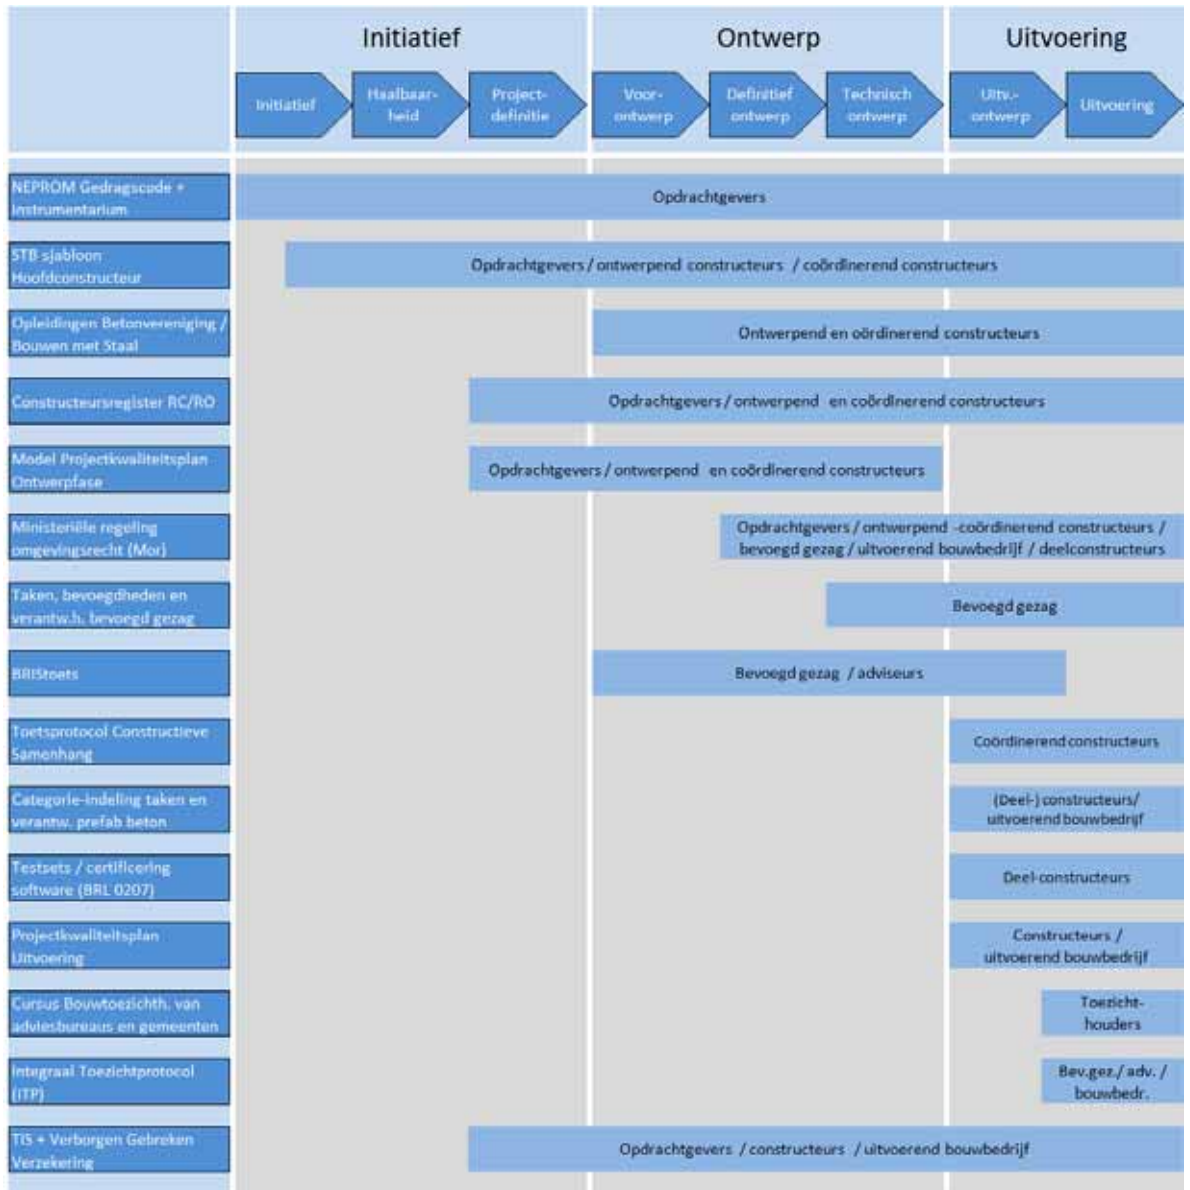 Initiatief Ontwerp Uitvoering
Initiatief
Haalbaar-
heid
Project-
definitie
Voor-
ontwerp
Definitief
ontwerp
Technisch
ontwerp
Uitv.-
ontwerp
Uitvoering
NEPROM Gedragscode +
Instrumentarium
Opdrachtgevers
STB sjabloon
Hoofdconstructeur
Opdrachtgevers / ontwerpend constructeurs / coördinerend constructeurs
Opleidingen Betonvereniging /
Bouwen met Staal
Ontwerpend en oördinerend constructeurs
Constructeursregister RC/RO
Opdrachtgevers / ontwerpend en coördinerend constructeurs
Model Projectkwaliteitsplan
Ontwerpfase
Opdrachtgevers / ontwerpend en coördinerend constructeurs
Ministeriële regeling
omgevingsrecht (Mor)
Opdrachtgevers / ontwerpend -coördinerend constructeurs /
bevoegd gezag / uitvoerend bouwbedrijf / deelconstructeurs
Taken, bevoegdheden en
verantw.h. bevoegd gezag
Bevoegd gezag
BRIStoets
Bevoegd gezag / adviseurs
Toetsprotocol Constructieve
Samenhang
Coördinerend constructeurs
Categorie-indeling taken en
verantw. prefab beton
(Deel-) constructeurs/
uitvoerend bouwbedrijf
Testsets / certificering
software (BRL 0207)
Deel-constructeurs
Projectkwaliteitsplan
Uitvoering
Constructeurs /
uitvoerend bouwbedrijf
Cursus Bouwtoezichth. van
adviesbureaus en gemeenten
Toezicht-
houders
Integraal Toezichtprotocol
(ITP)
Bev.gez./ adv. /
bouwbedr.
TIS + Verborgen Gebreken
Verzekering
Opdrachtgevers / constructeurs / uitvoerend bouwbedrijf